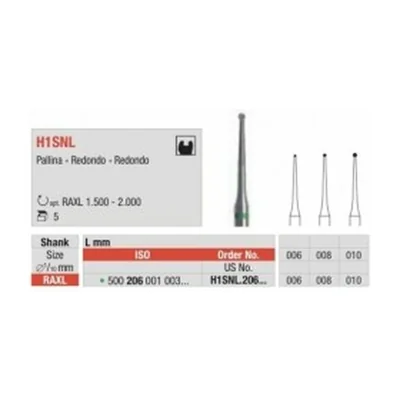 H1SNL
Pallina - Redondo - Redondo
opt. RAXL 1.500 - 2.000
5
Shank L mm
Size ISO Order No. 006 008 010
Ø 1/10 mm US No.
RAXL • 500 206 001 003... H1SNL.206... 006 008 010